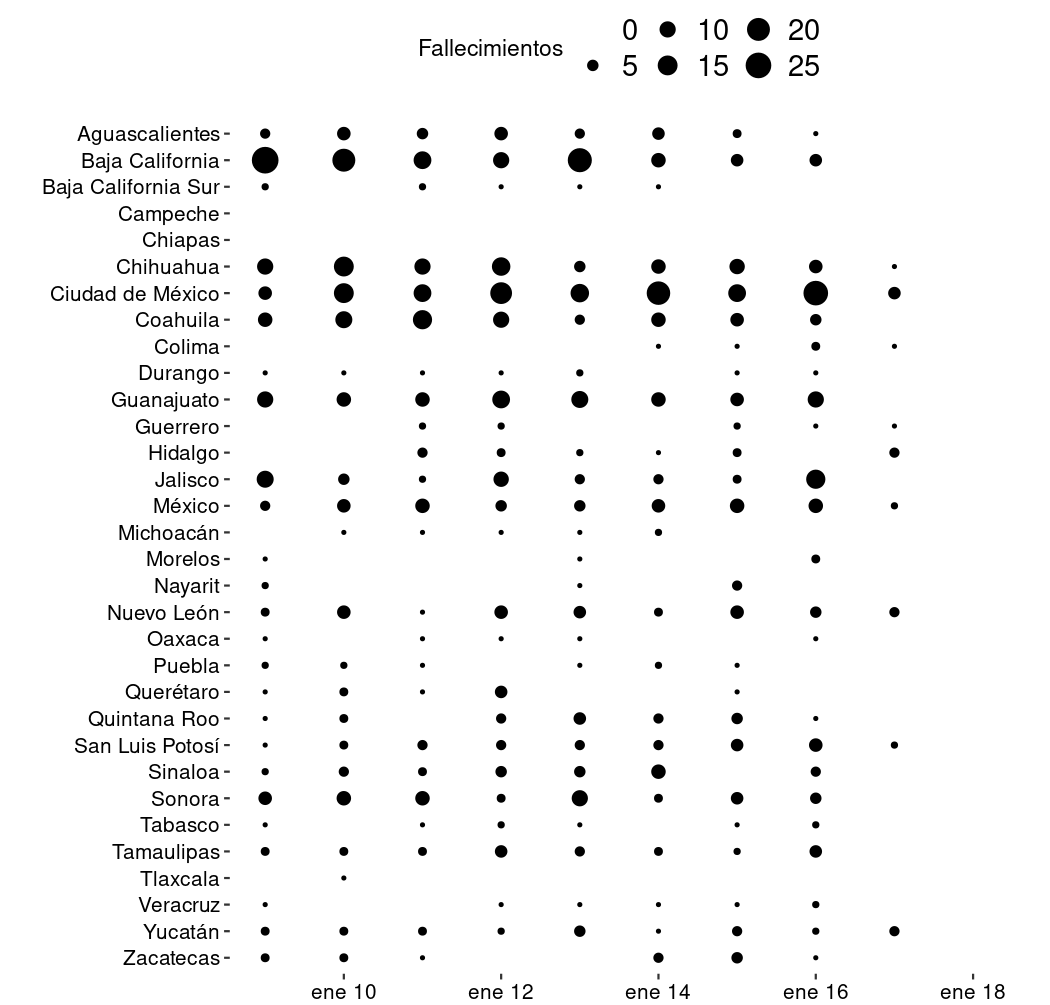 Fallecimientos
0 10 20
5 15 25
Aguascalientes
Baja California
Baja California Sur
Campeche
Chiapas
Chihuahua
Ciudad de México
Coahuila
Colima
Durango
Guanajuato
Guerrero
Hidalgo
Jalisco
México
Michoacán
Morelos
Nayarit
Nuevo León
Oaxaca
Puebla
Querétaro
Quintana Roo
San Luis Potosí
Sinaloa
Sonora
Tabasco
Tamaulipas
Tlaxcala
Veracruz
Yucatán
Zacatecas
ene 10 ene 12 ene 14 ene 16 ene 18